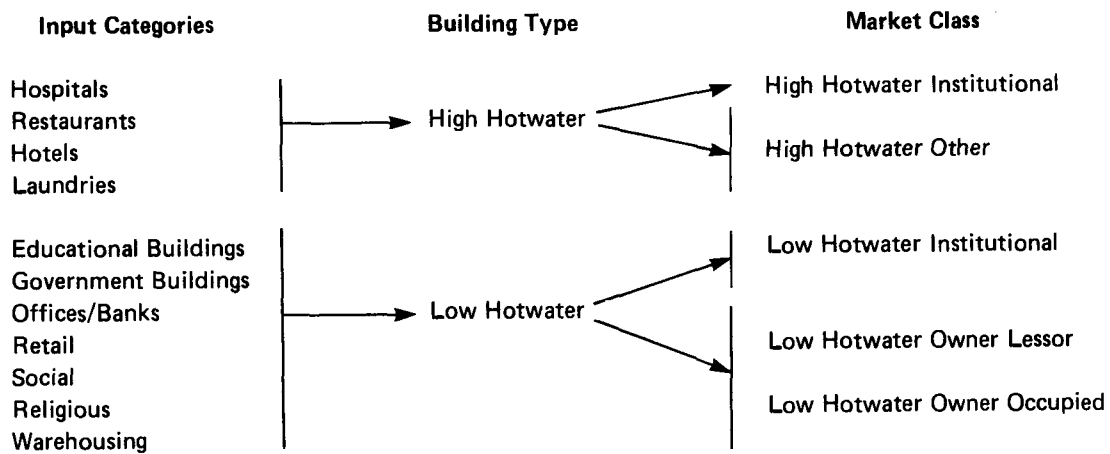 Input Categories
Building Type
Market Class
Hospitals
Restaurants
Hotels
Laundries
High Hotwater
High Hotwater Institutional
High Hotwater Other
Educational Buildings
Government Buildings
Offices/Banks
Retail
Social
Religious
Warehousing
Low Hotwater
Low Hotwater Institutional
Low Hotwater Owner Lessor
Low Hotwater Owner Occupied